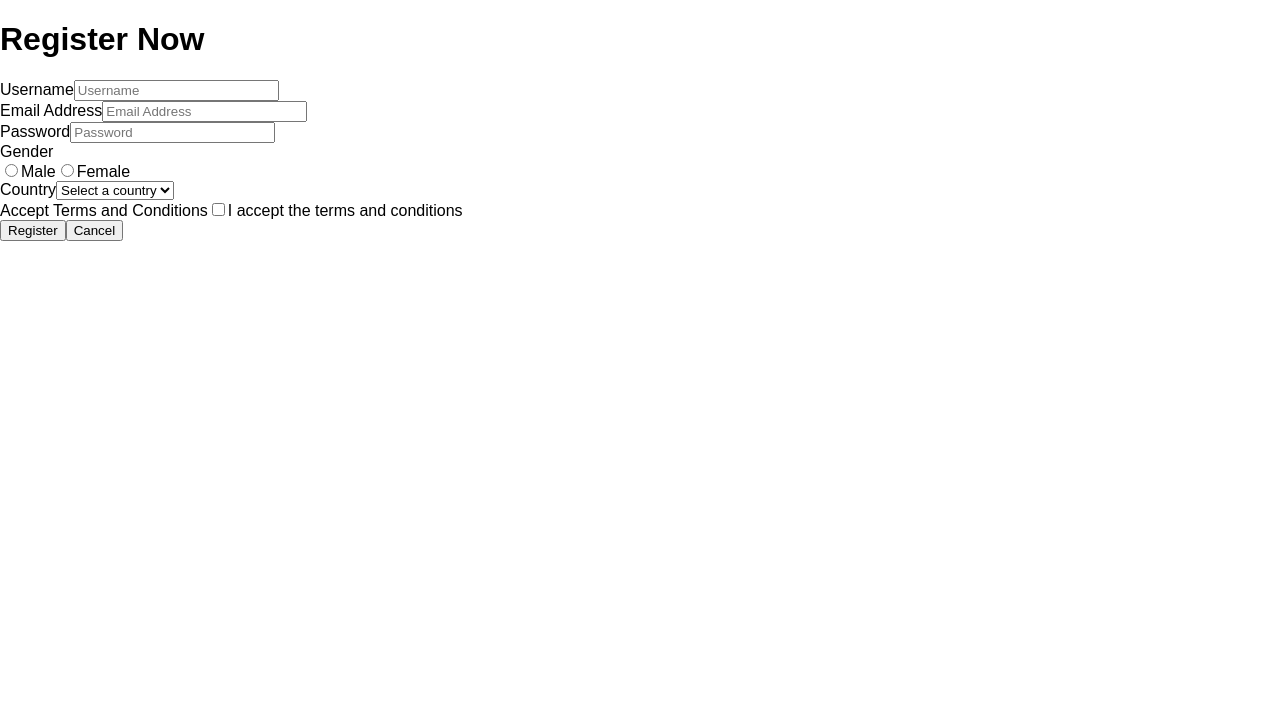 Register Now
Username Username
Email Address Email Address
Password Password
Gender
Male Female
Country Select a country
Accept Terms and Conditions I accept the terms and conditions
Register Cancel